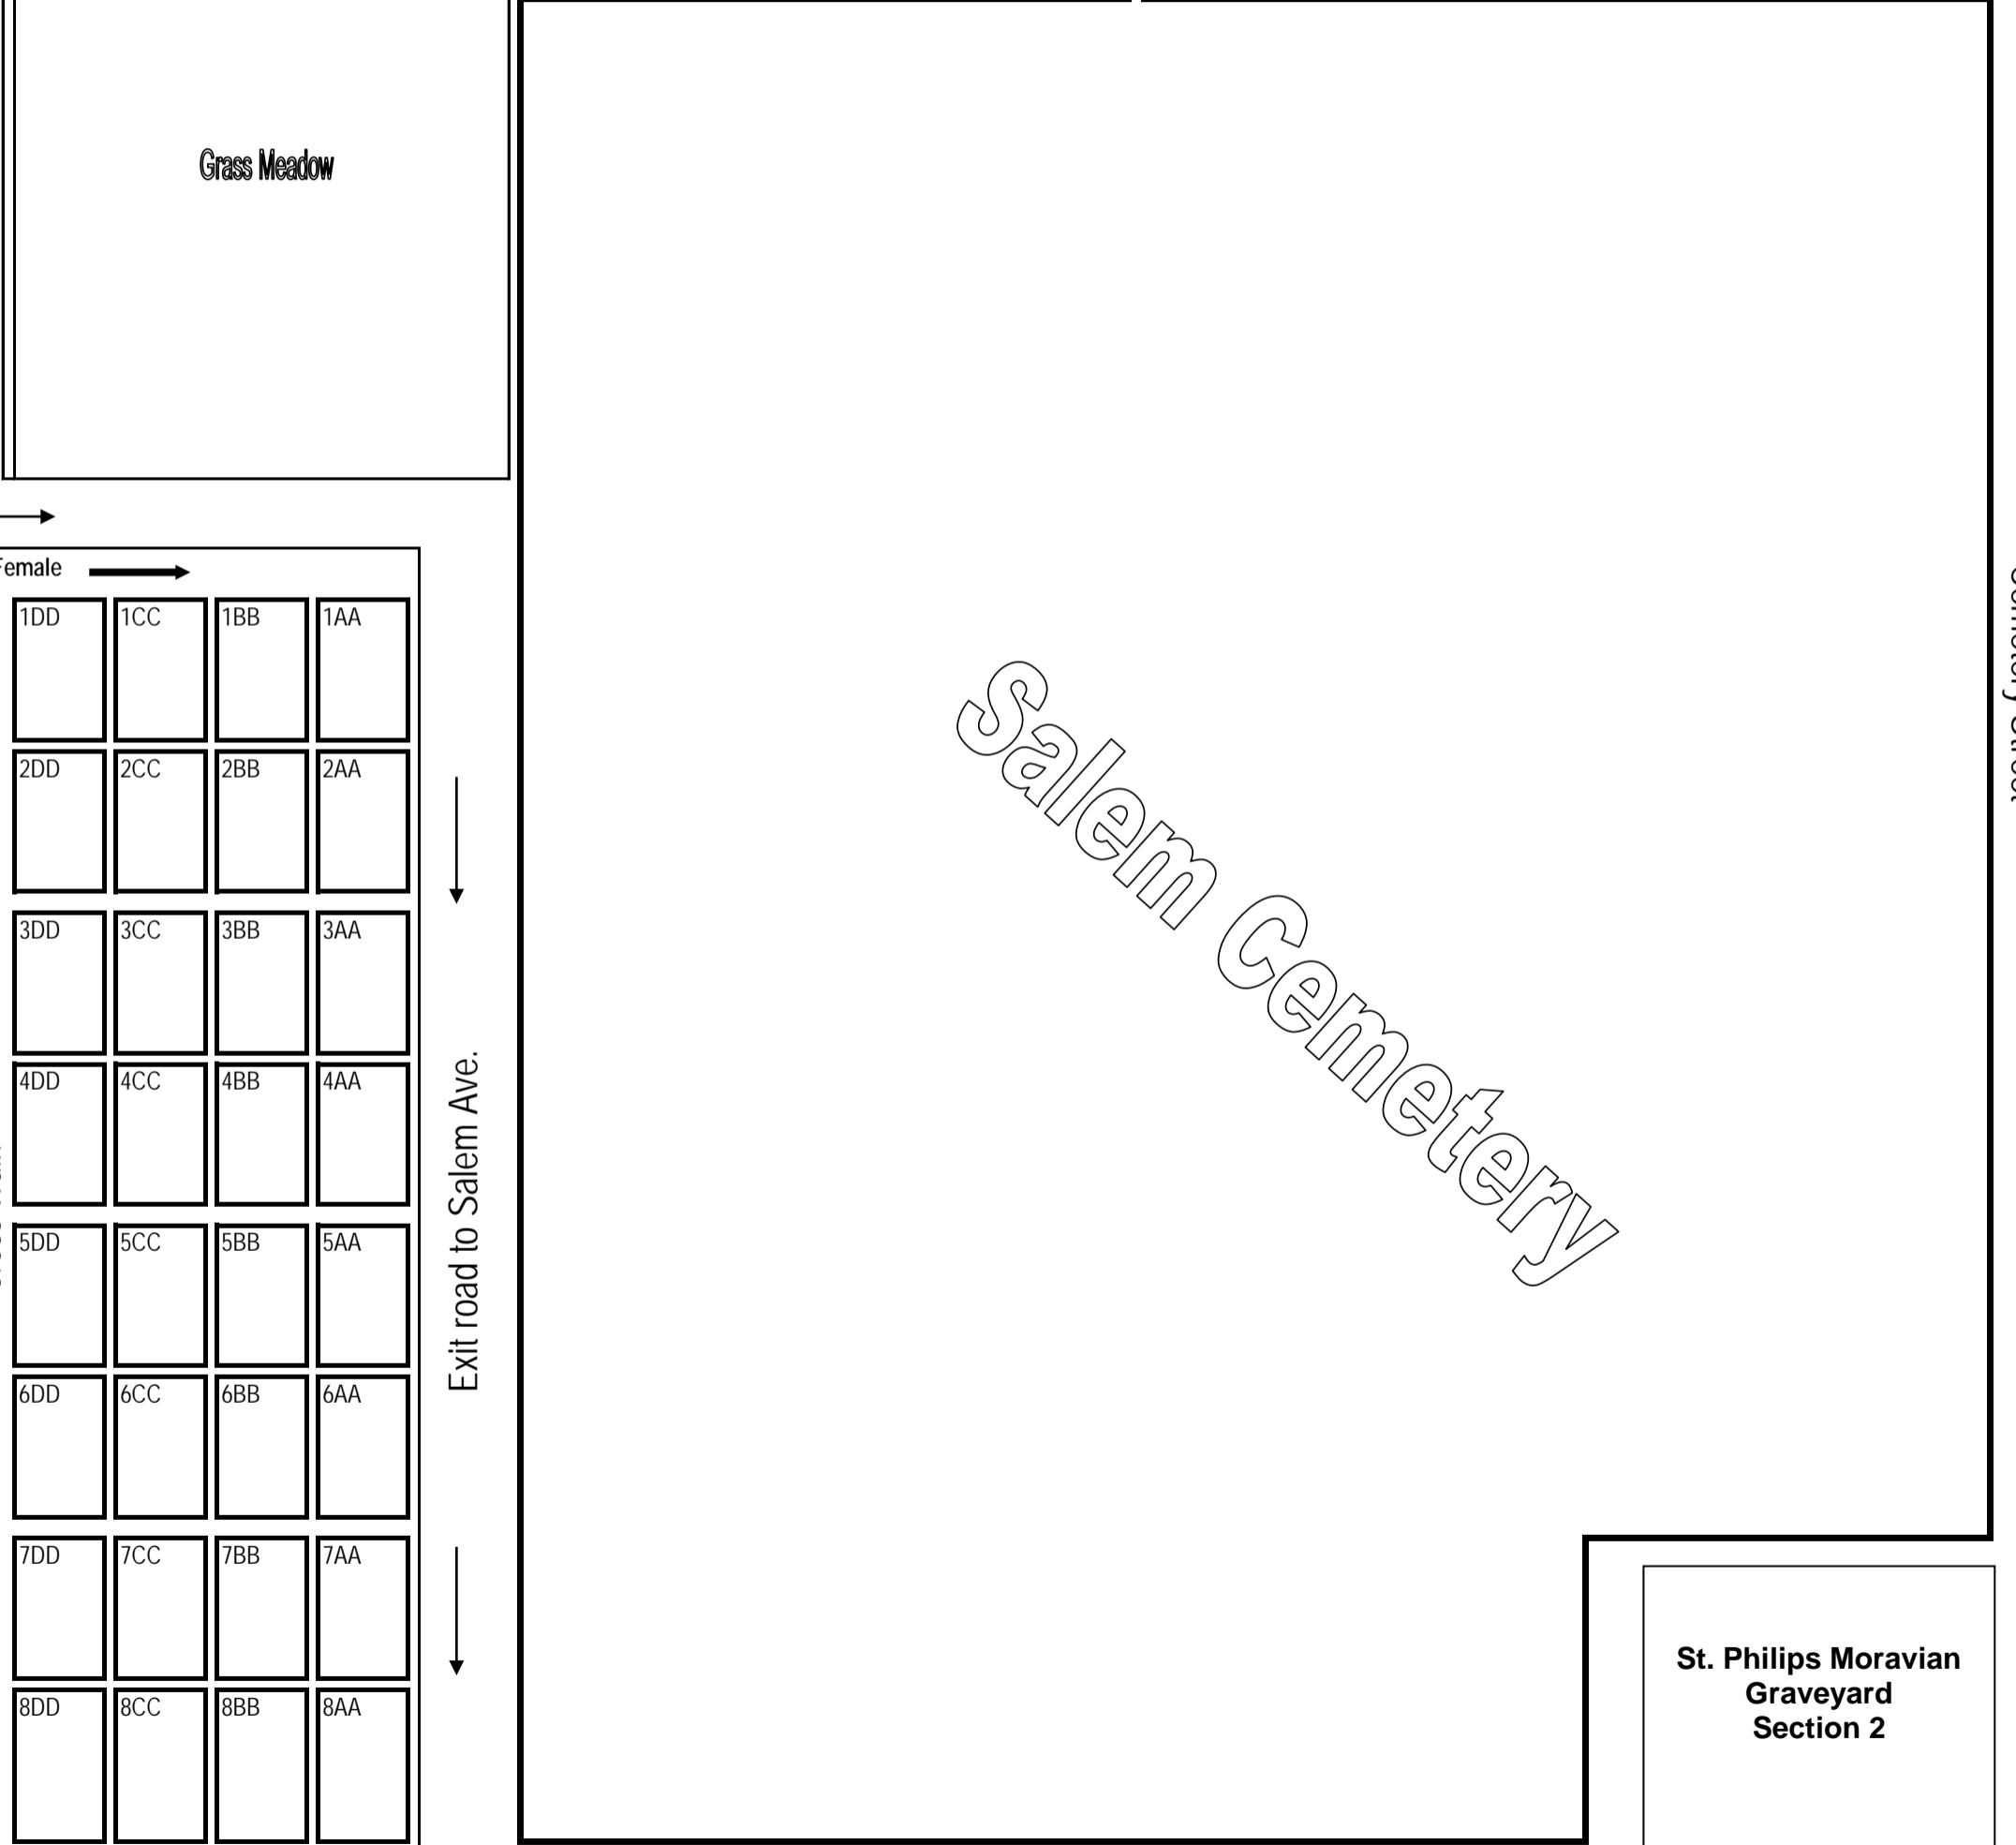 Grass Meadow
Female
1DD 1CC 1BB 1AA
2DD 2CC 2BB 2AA
3DD 3CC 3BB 3AA
4DD 4CC 4BB 4AA
5DD 5CC 5BB 5AA
6DD 6CC 6BB 6AA
7DD 7CC 7BB 7AA
8DD 8CC 8BB 8AA
Exit road to Salem Ave.
Salem Cemetery
Cemetery Street
St. Philips Moravian
Graveyard
Section 2